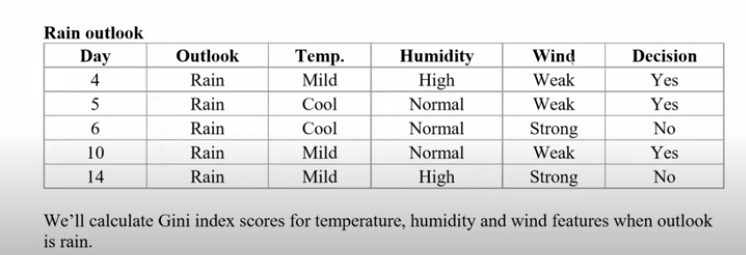 Rain outlook
Day Outlook Temp. Humidity Wind Decision
4 Rain Mild High Weak Yes
5 Rain Cool Normal Weak Yes
6 Rain Cool Normal Strong No
10 Rain Mild Normal Weak Yes
14 Rain Mild High Strong No
We'll calculate Gini index scores for temperature, humidity and wind features when outlook
is rain.